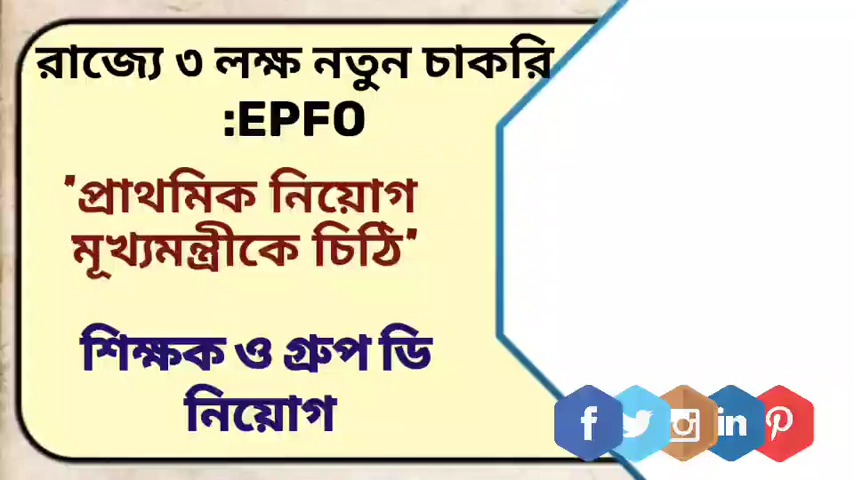 রাজ্যে ৩ লক্ষ নতুন চাকরি
:EPFO
"প্রাথমিক নিয়োগ
মূখ্যমন্ত্রীকে চিঠি"
শিক্ষক ও গ্রুপ ডি
নিয়োগ